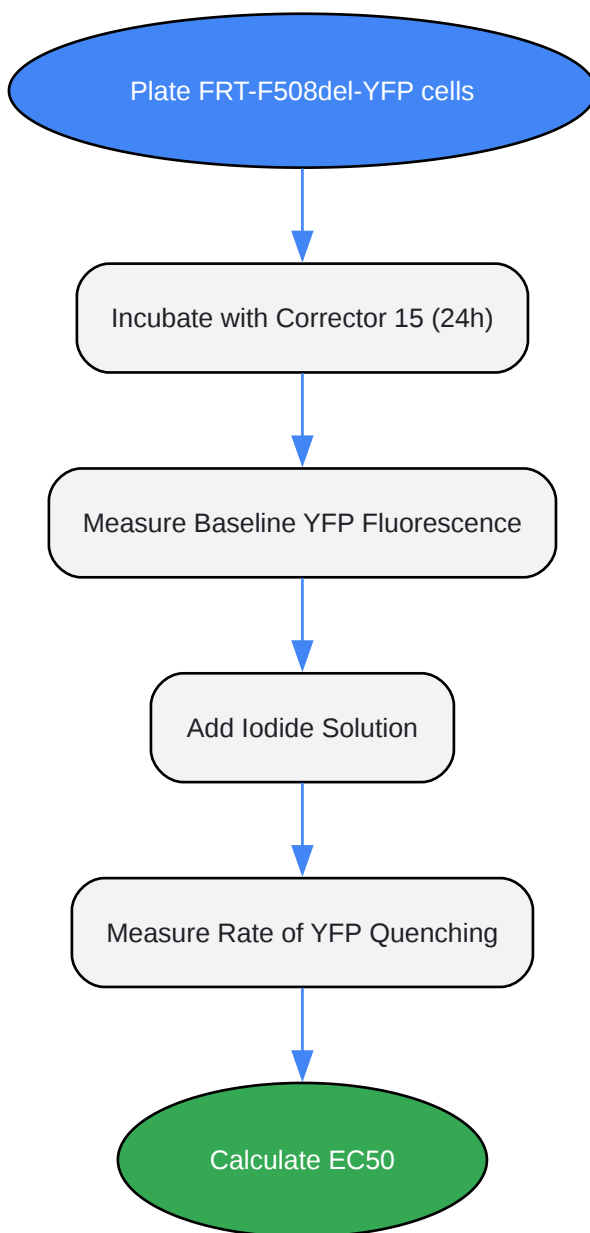 Plate FRT-F508del-YFP cells
Incubate with Corrector 15 (24h)
Measure Baseline YFP Fluorescence
Add Iodide Solution
Measure Rate of YFP Quenching
Calculate EC50